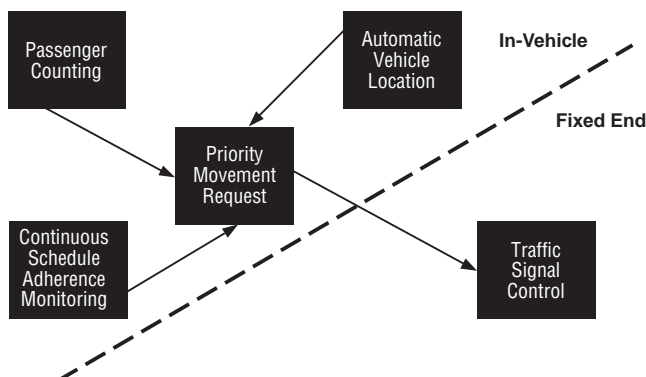 Passenger
Counting
Automatic
Vehicle
Location
In-Vehicle
Fixed End
Priority
Movement
Request
Continuous
Schedule
Adherence
Monitoring
Traffic
Signal
Control